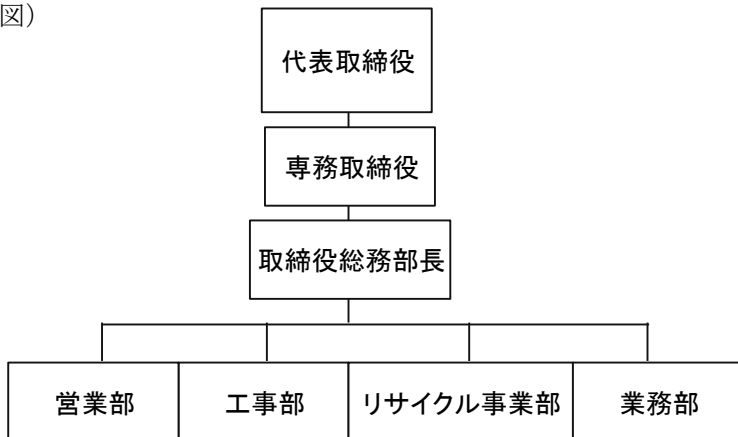 図）
代表取締役
専務取締役
取締役総務部長
営業部
工事部
リサイクル事業部
業務部